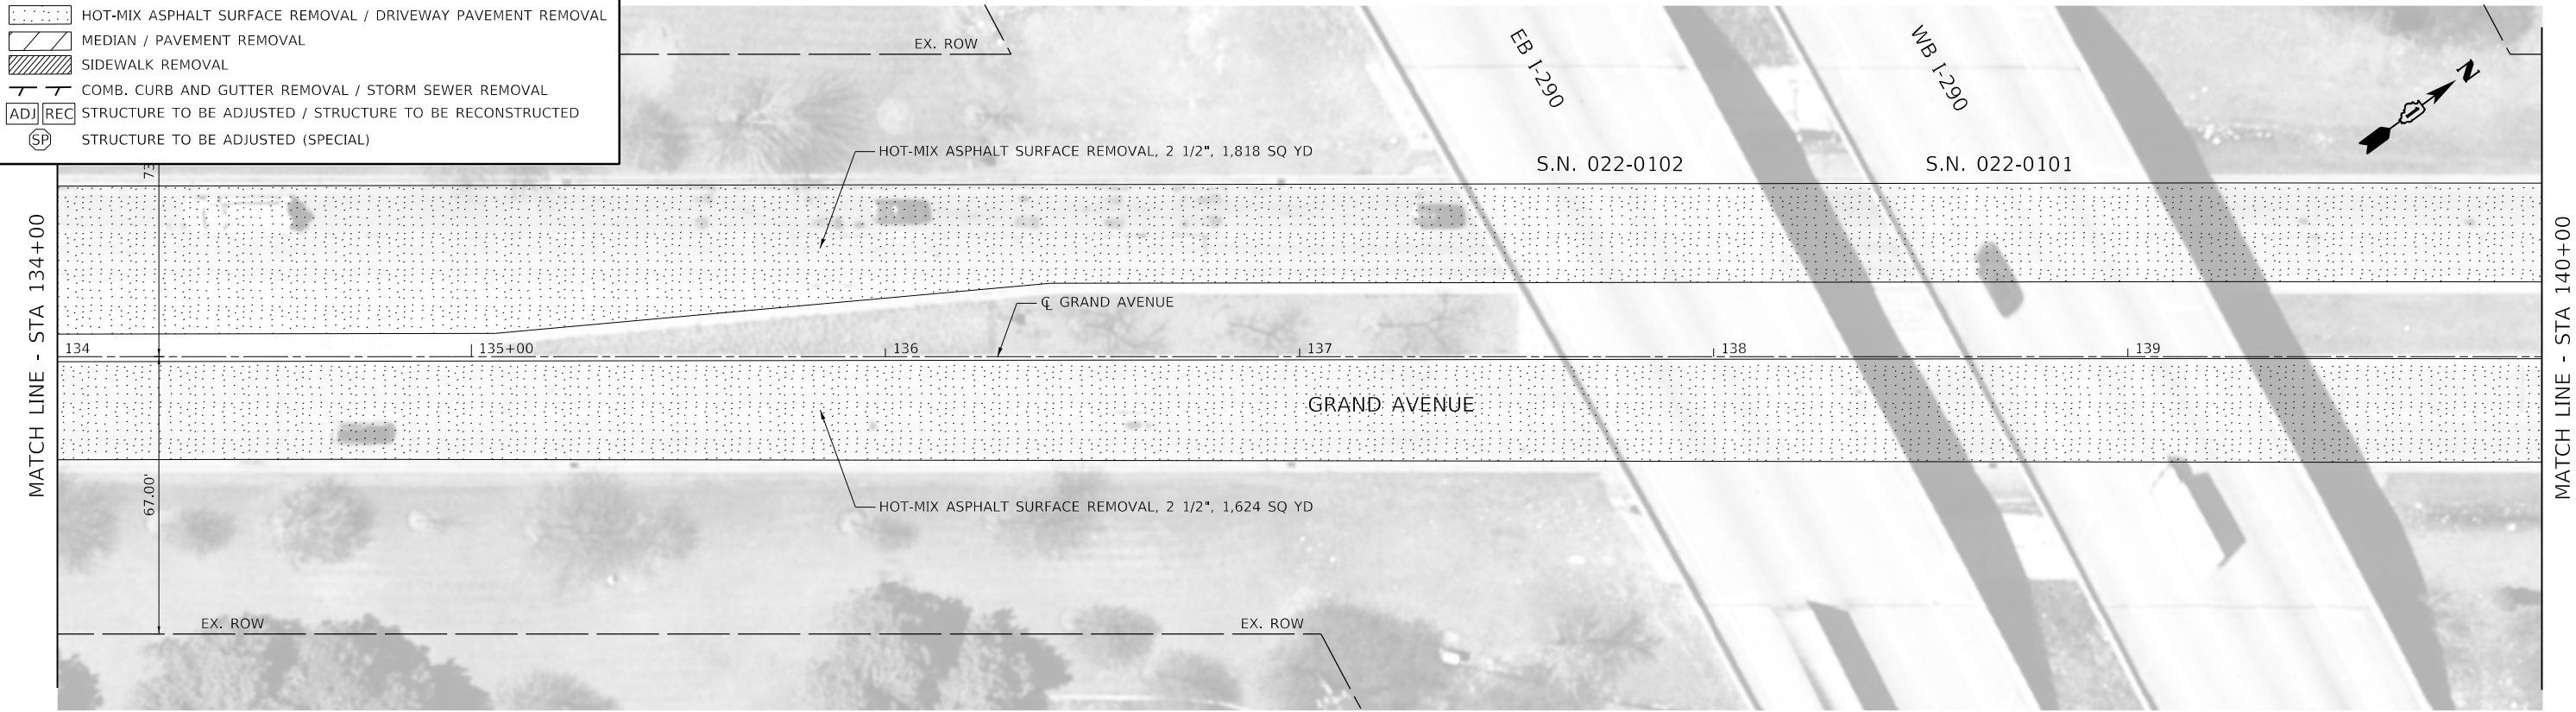 HOT-MIX ASPHALT SURFACE REMOVAL / DRIVEWAY PAVEMENT REMOVAL
MEDIAN / PAVEMENT REMOVAL
SIDEWALK REMOVAL
COMB. CURB AND GUTTER REMOVAL / STORM SEWER REMOVAL
ADJ REC STRUCTURE TO BE ADJUSTED / STRUCTURE TO BE RECONSTRUCTED
SP STRUCTURE TO BE ADJUSTED (SPECIAL)
EX. ROW
EB I-290
WB I-290
N
HOT-MIX ASPHALT SURFACE REMOVAL, 2 1/2", 1,818 SQ YD
S.N. 022-0102
S.N. 022-0101
MATCH LINE - STA 134+00
MATCH LINE - STA 140+00
℄ GRAND AVENUE
134
135+00
136
137
138
139
GRAND AVENUE
67.00'
HOT-MIX ASPHALT SURFACE REMOVAL, 2 1/2", 1,624 SQ YD
EX. ROW
EX. ROW